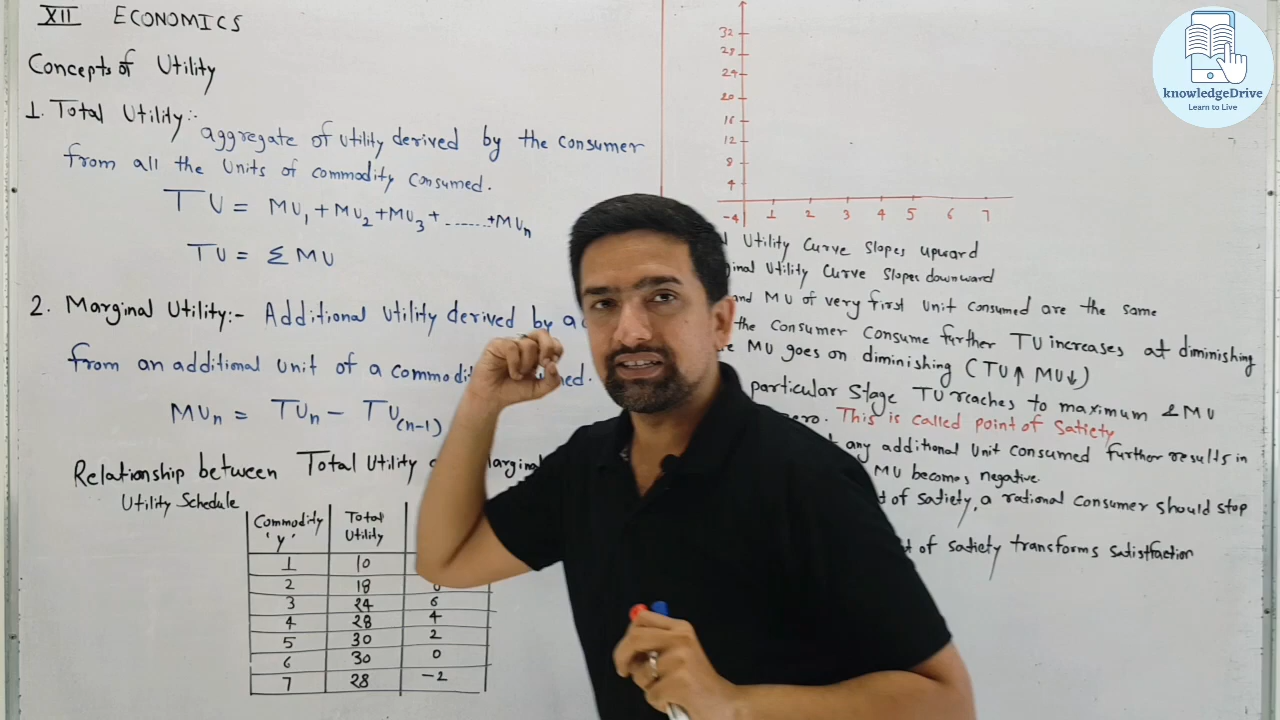 XII ECONOMICS
Concepts of Utility
1. Total Utility:-
aggregate of utility derived by the consumer
from all the units of commodity consumed.
TU = MU1 + MU2 + MU3 + ........+MUn
TU = Σ MU
2. Marginal Utility:- Additional utility derived by a
from an additional unit of a
MUn = TUn - TU(n-1)
Relationship between Total Utility
Utility Schedule
Commodity 'y' Total Utility
1 10
2 18
3 24 6
4 28 4
5 30 2
6 30 0
7 28 -2
32
28
24
20
16
12
8
4
-4 1 2 3 4 5 6 7
Utility Curve slopes upward
Utility Curve slopes downward
and MU of very first unit consumed are the same
the consumer consume further TU increases at diminishing
MU goes on diminishing (TU↑ MU↓)
particular stage TU reaches to maximum & MU
This is called point of Satiety
any additional unit consumed further results in
MU becomes negative.
of satiety, a rational consumer should stop
of satiety transforms satistfraction
knowledgeDrive
Learn to Live